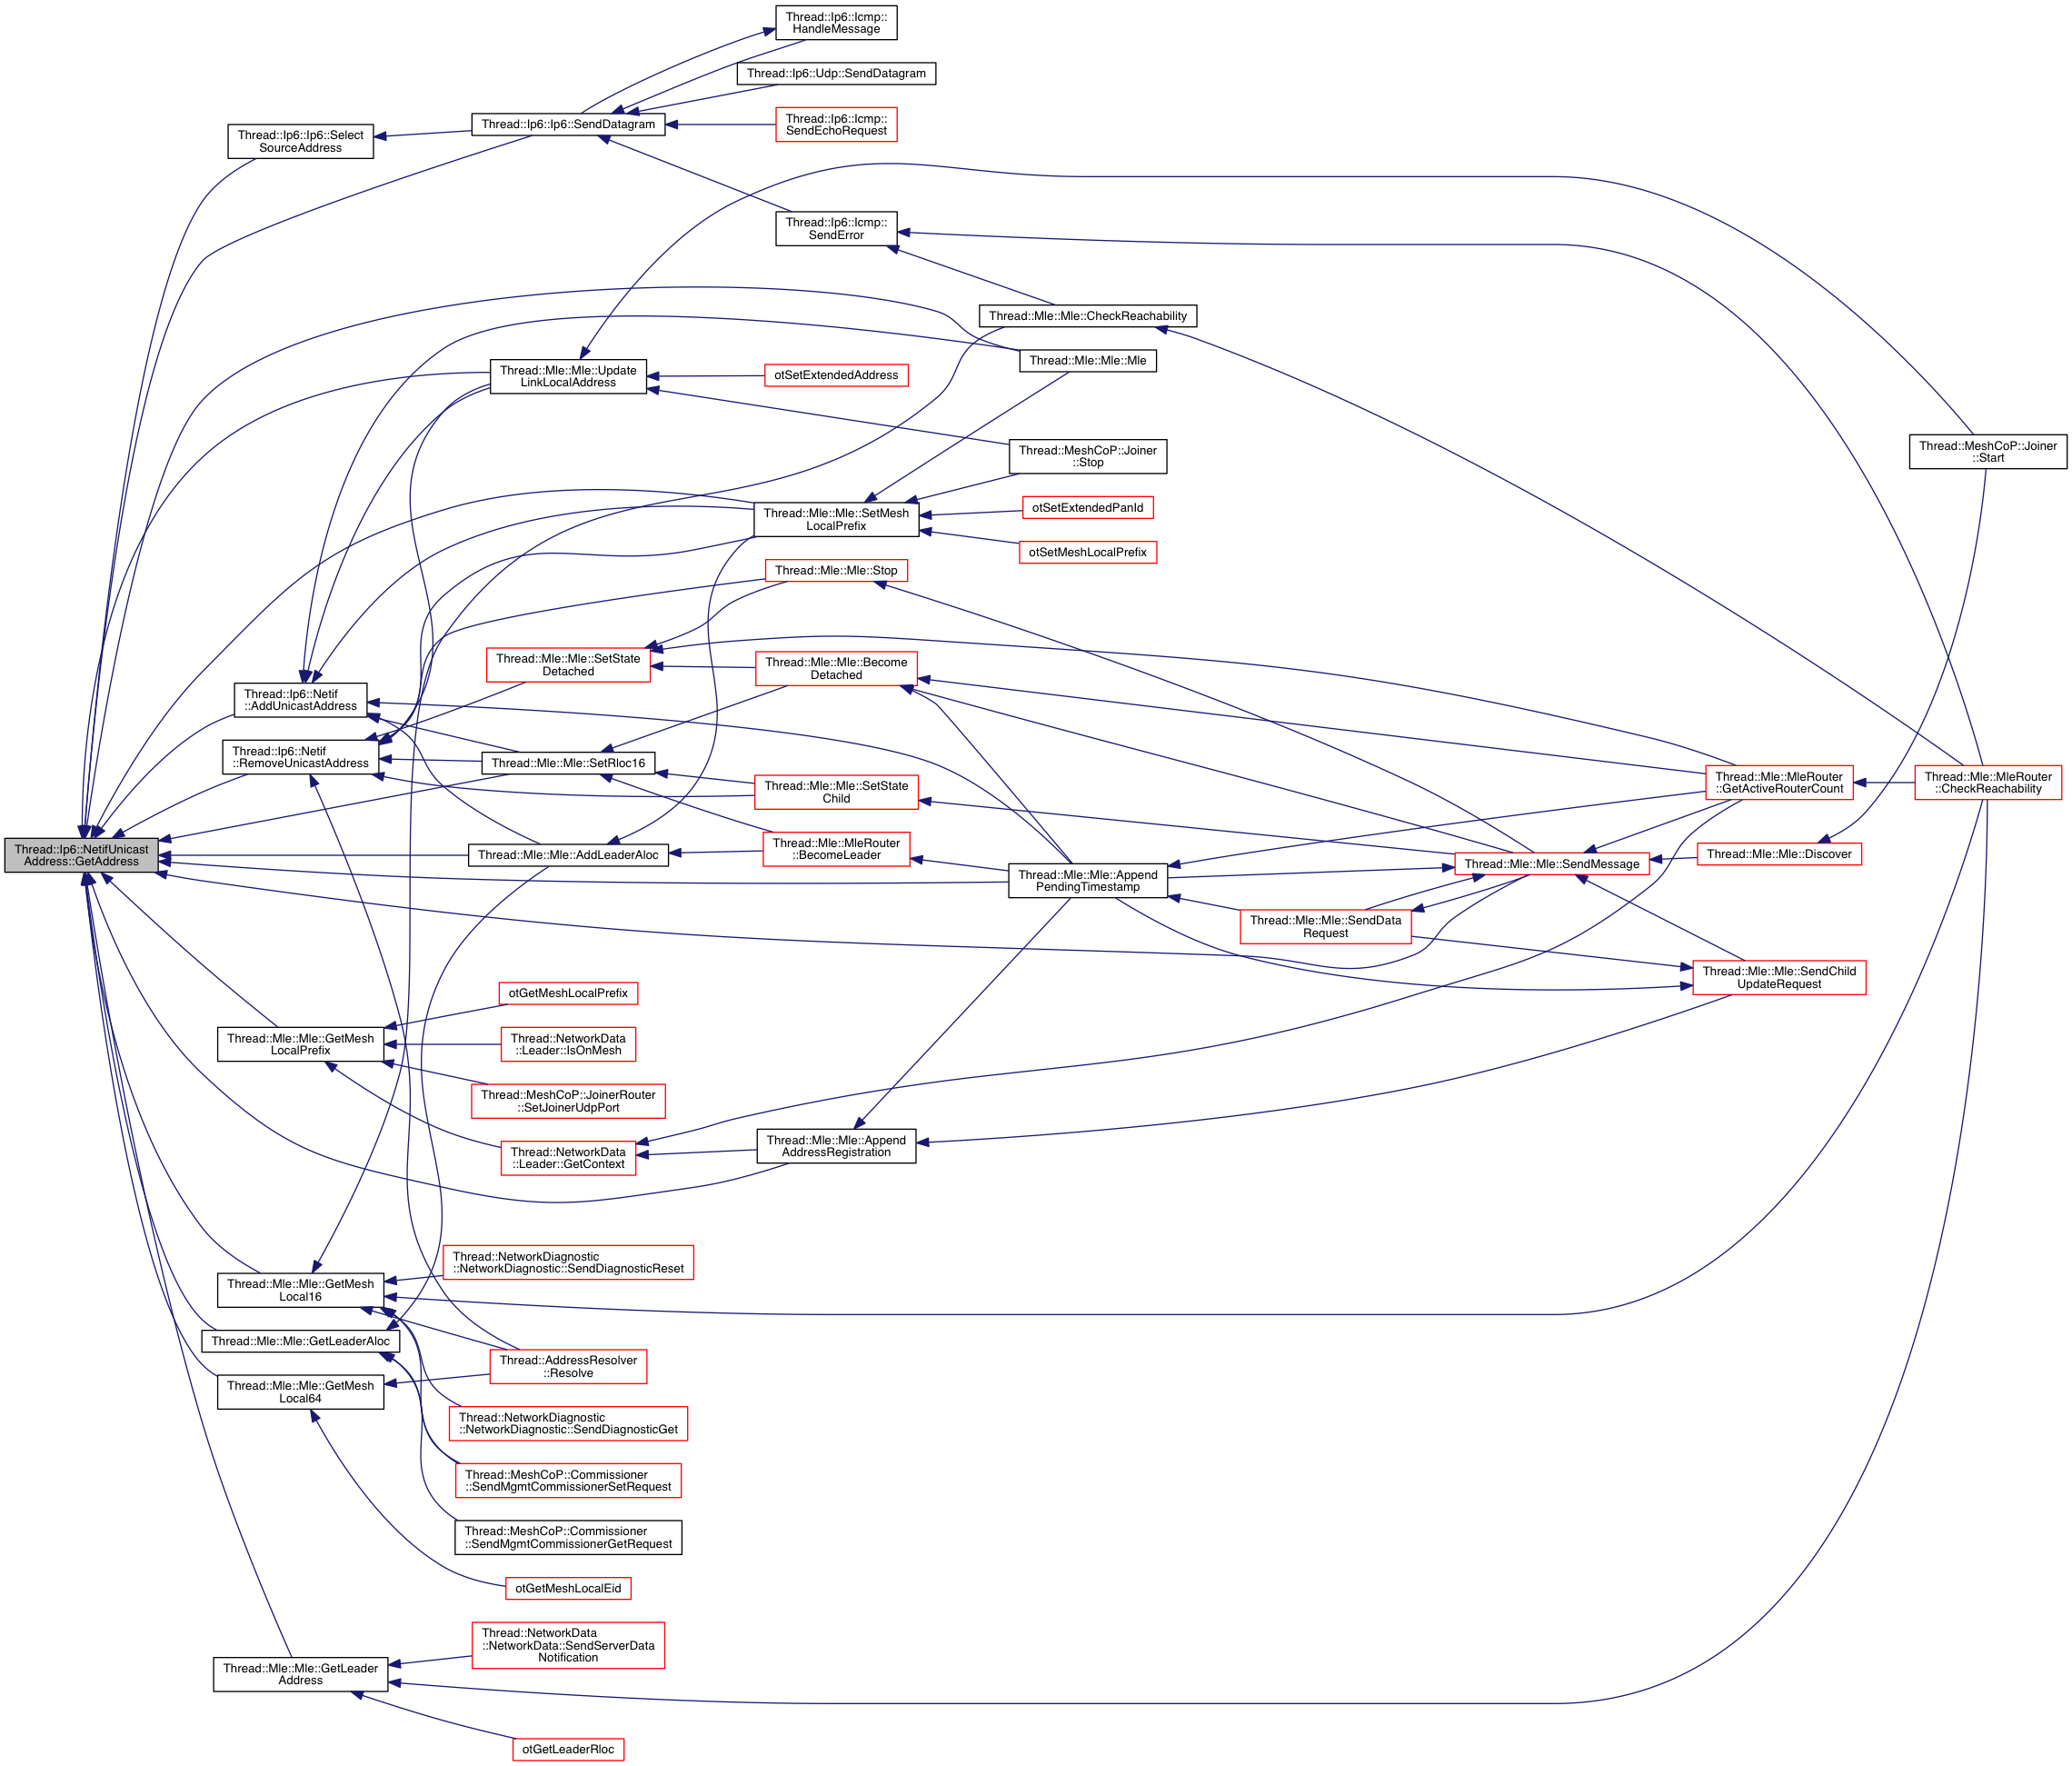 Thread::Ip6::Icmp::
HandleMessage
Thread::Ip6::Udp::SendDatagram
Thread::Ip6::Ip6::SendDatagram
Thread::Ip6::Icmp::
SendEchoRequest
Thread::Ip6::Ip6::Select
SourceAddress
Thread::Ip6::Icmp::
SendError
Thread::Mle::Mle::CheckReachability
Thread::Mle::Mle::Mle
Thread::Mle::Mle::Update
LinkLocalAddress
otSetExtendedAddress
Thread::MeshCoP::Joiner
::Stop
Thread::MeshCoP::Joiner
::Start
Thread::Mle::Mle::SetMesh
LocalPrefix
otSetExtendedPanId
otSetMeshLocalPrefix
Thread::Mle::Mle::Stop
Thread::Mle::Mle::SetState
Detached
Thread::Mle::Mle::Become
Detached
Thread::Ip6::Netif
::AddUnicastAddress
Thread::Ip6::Netif
::RemoveUnicastAddress
Thread::Mle::Mle::SetRloc16
Thread::Mle::Mle::SetState
Child
Thread::Mle::MleRouter
::GetActiveRouterCount
Thread::Mle::MleRouter
::CheckReachability
Thread::Ip6::NetifUnicast
Address::GetAddress
Thread::Mle::Mle::AddLeaderAloc
Thread::Mle::MleRouter
::BecomeLeader
Thread::Mle::Mle::Append
PendingTimestamp
Thread::Mle::Mle::SendMessage
Thread::Mle::Mle::Discover
Thread::Mle::Mle::SendData
Request
Thread::Mle::Mle::SendChild
UpdateRequest
otGetMeshLocalPrefix
Thread::Mle::Mle::GetMesh
LocalPrefix
Thread::NetworkData
::Leader::IsOnMesh
Thread::MeshCoP::JoinerRouter
::SetJoinerUdpPort
Thread::NetworkData
::Leader::GetContext
Thread::Mle::Mle::Append
AddressRegistration
Thread::NetworkDiagnostic
::NetworkDiagnostic::SendDiagnosticReset
Thread::Mle::Mle::GetMesh
Local16
Thread::Mle::Mle::GetLeaderAloc
Thread::AddressResolver
::Resolve
Thread::Mle::Mle::GetMesh
Local64
Thread::NetworkDiagnostic
::NetworkDiagnostic::SendDiagnosticGet
Thread::MeshCoP::Commissioner
::SendMgmtCommissionerSetRequest
Thread::MeshCoP::Commissioner
::SendMgmtCommissionerGetRequest
otGetMeshLocalEid
Thread::NetworkData
::NetworkData::SendServerData
Notification
Thread::Mle::Mle::GetLeader
Address
otGetLeaderRloc